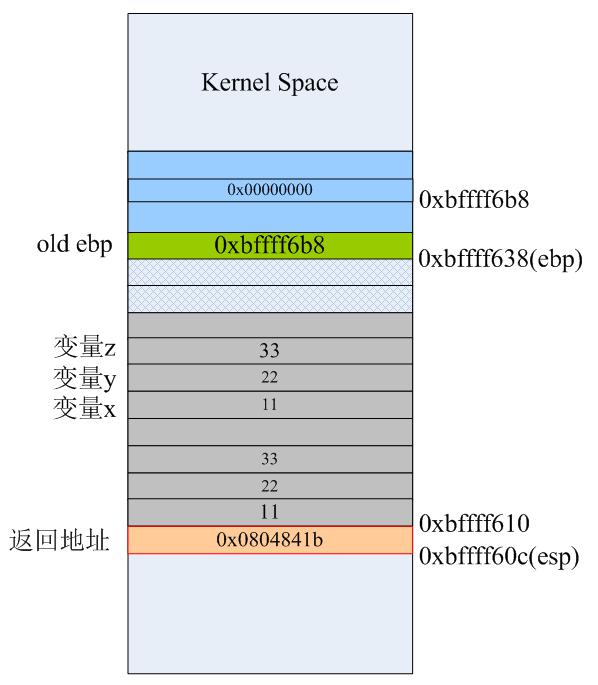 Kernel Space
0x00000000
0xbffff6b8
old ebp
0xbffff6b8
0xbffff638(ebp)
变量z
33
变量y
22
变量x
11
33
22
11
0xbffff610
返回地址
0x0804841b
0xbffff60c(esp)